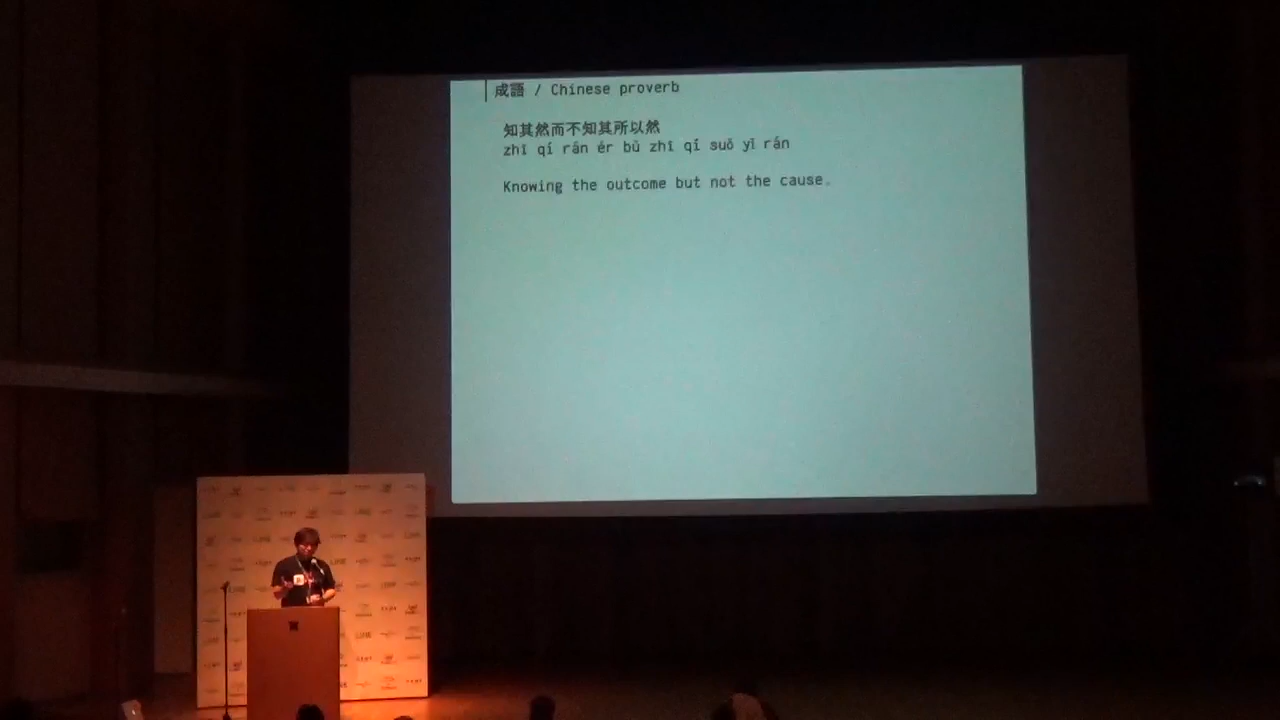 成語 / Chinese proverb
知其然而不知其所以然
zhī qí rán ér bù zhī qí suǒ yǐ rán
Knowing the outcome but not the cause.